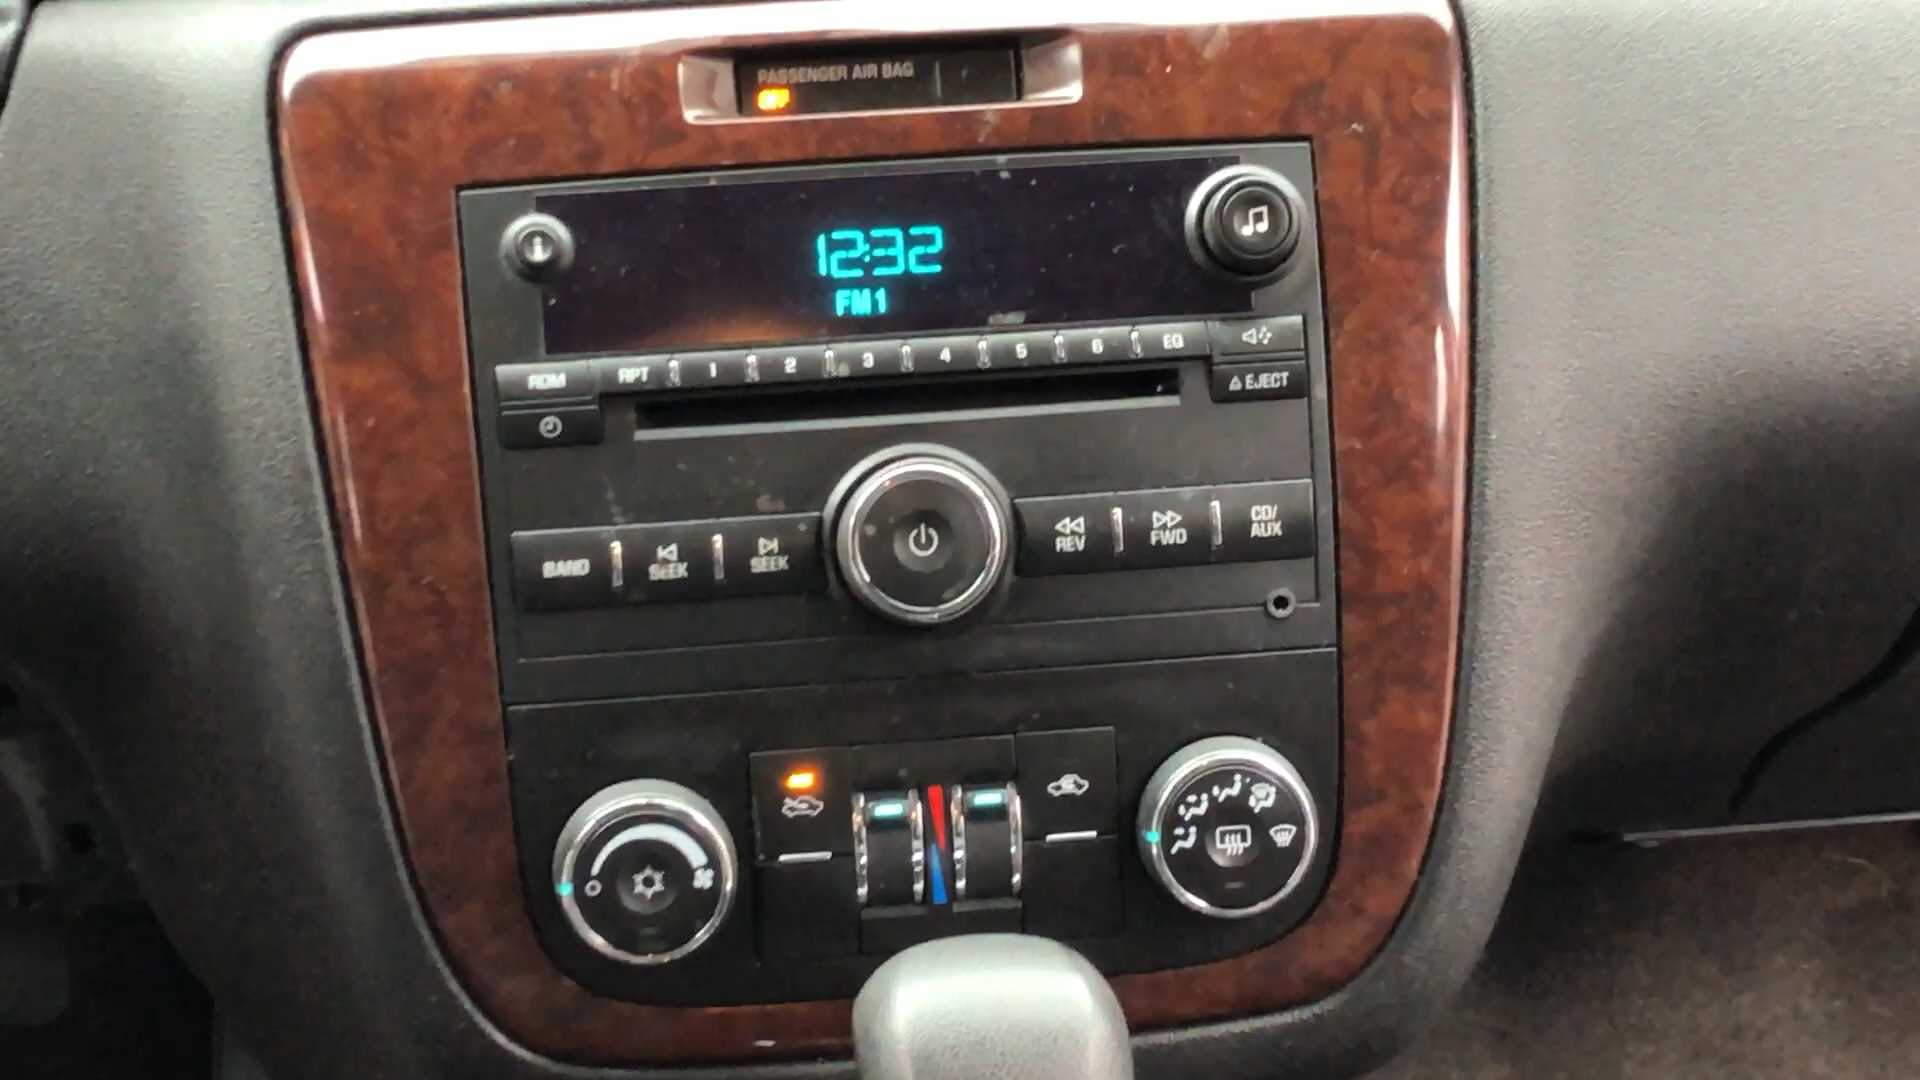 PASSENGER AIR BAG
OFF
12:32
FM1
RDM RPT 1 2 3 4 5 6 EQ
EJECT
BAND SEEK SEEK REV FWD CD/
AUX